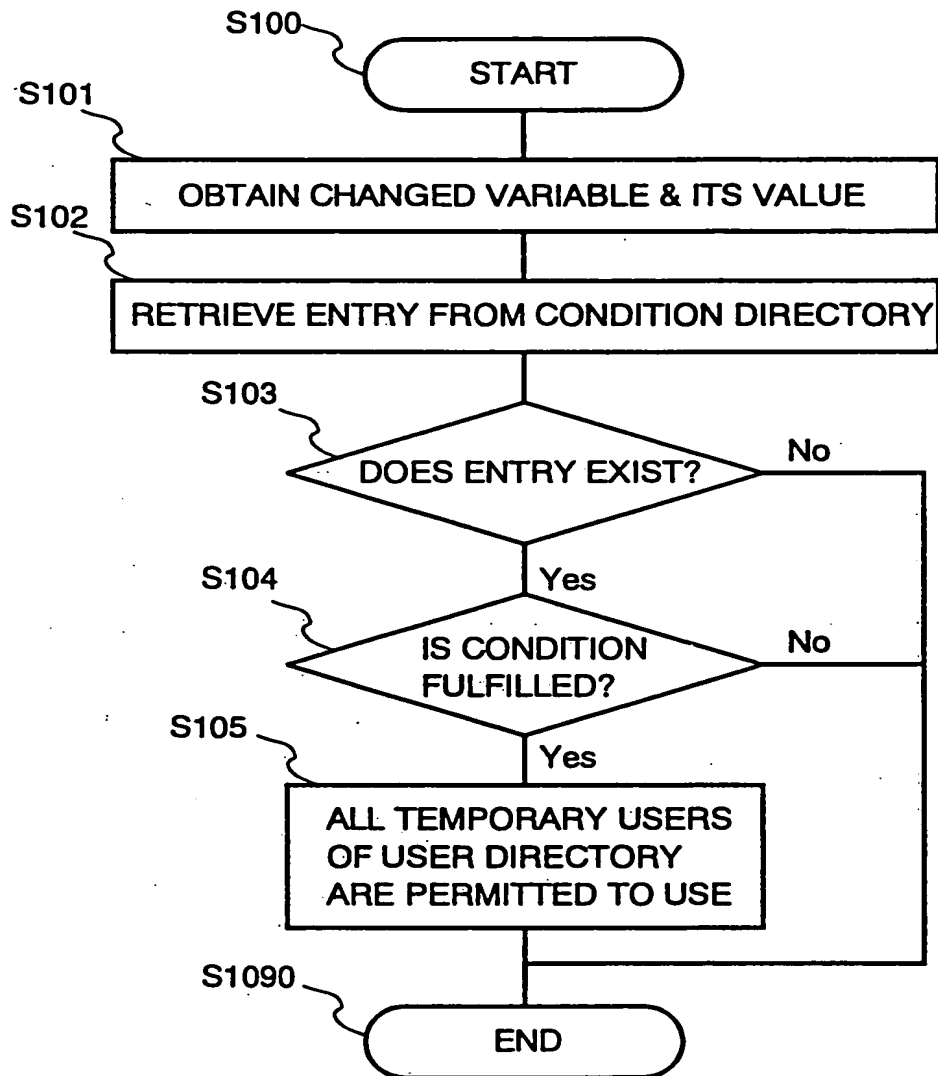 S100
START
S101
OBTAIN CHANGED VARIABLE & ITS VALUE
S102
RETRIEVE ENTRY FROM CONDITION DIRECTORY
S103
DOES ENTRY EXIST?
No
Yes
S104
IS CONDITION
FULFILLED?
No
Yes
S105
ALL TEMPORARY USERS
OF USER DIRECTORY
ARE PERMITTED TO USE
S1090
END